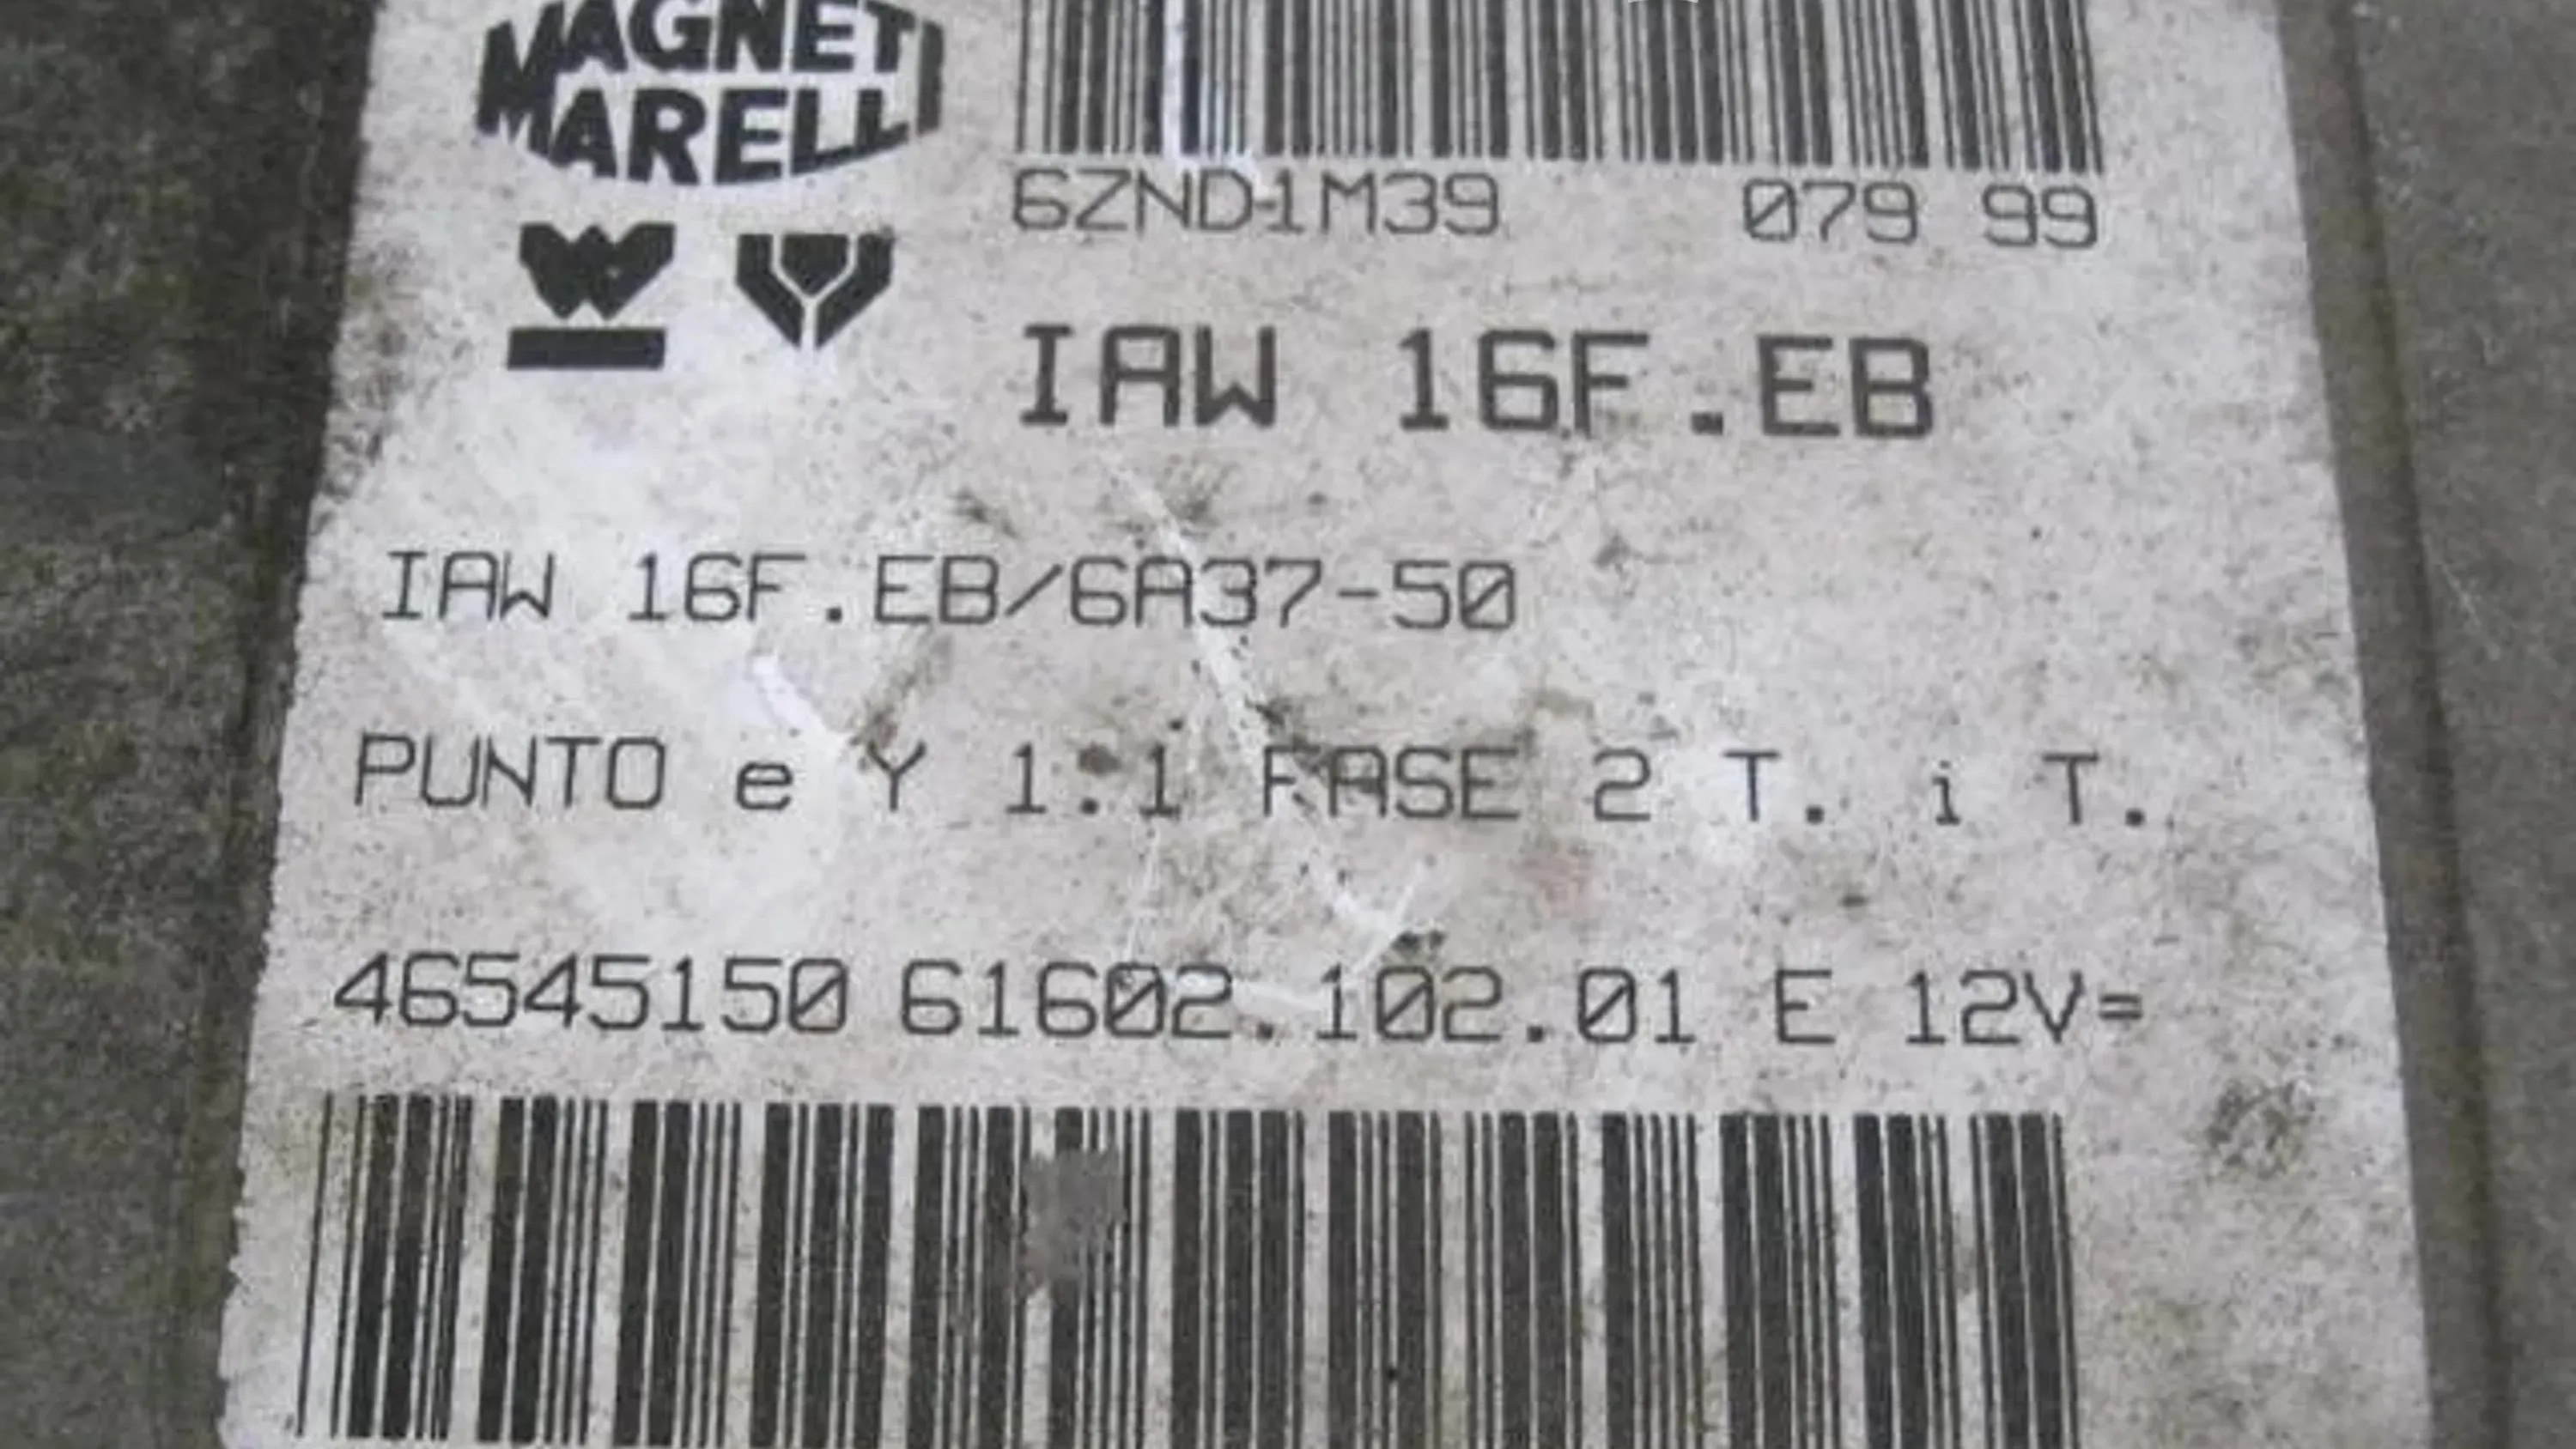 MAGNETI
MARELLI
6ZND1M39 079 99
IAW 16F.EB
IAW 16F.EB/6A37-50
PUNTO e Y 1.1 FASE 2 T. i T.
46545150 61602.102.01 E 12V=